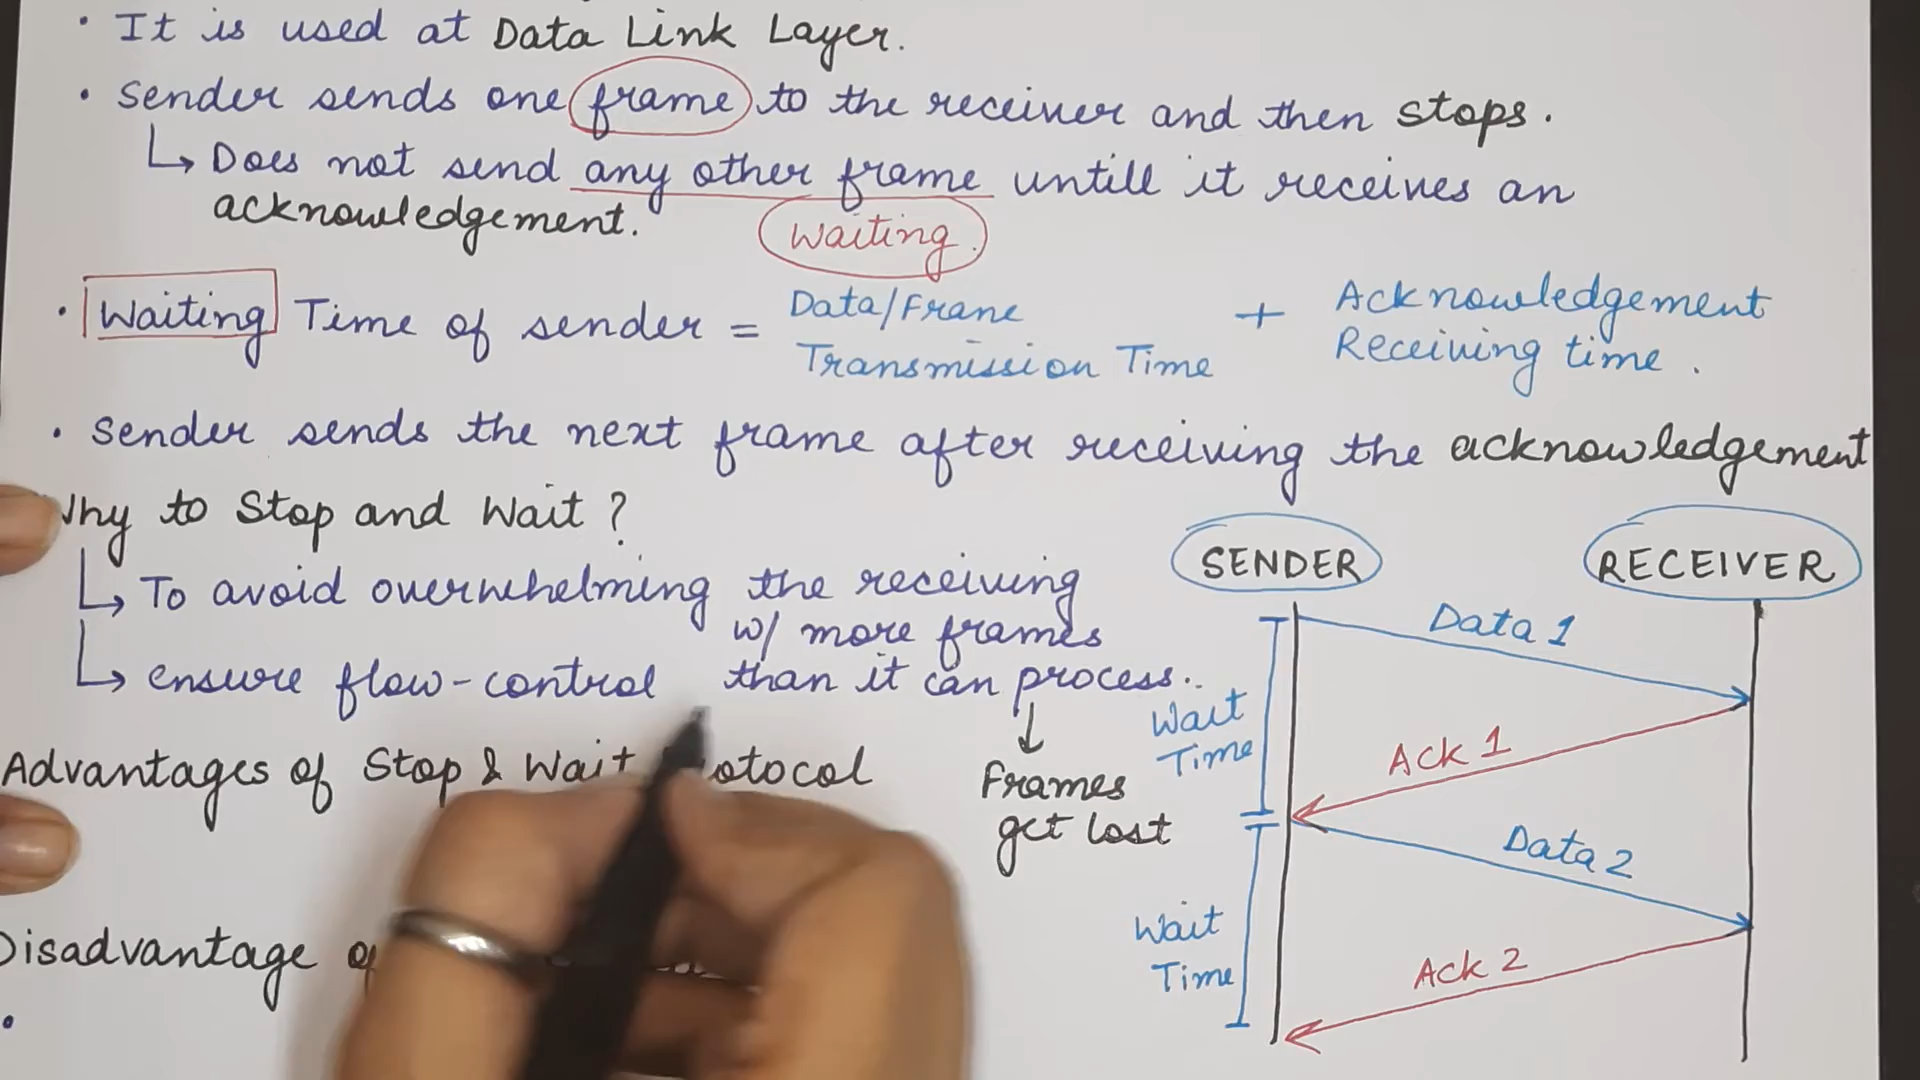 • It is used at Data Link Layer.
• Sender sends one frame to the receiver and then stops.
↳ Does not send any other frame untill it receives an
acknowledgement.
Waiting
• Waiting Time of sender = Data/Frane Transmission Time + Acknowledgement Receiving time.
• Sender sends the next frame after receiving the acknowledgement
Why to Stop and Wait?
↳ To avoid overwhelming the receiving
w/ more frames
than it can process..
↳ ensure flow-control
↓
Frames
get lost
Advantages of Stop & Wait
Disadvantage
•
SENDER
RECEIVER
Data 1
Wait
Time
Ack 1
Data 2
Wait
Time
Ack 2